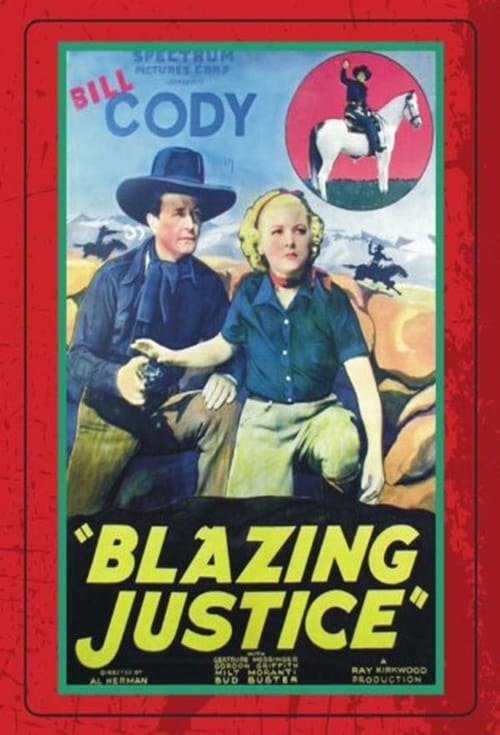 SPECTRUM
PICTURES CORP.
BILL
CODY
"BLAZING
JUSTICE"
DIRECTED BY
AL HERMAN
WITH
GERTRUDE MESSINGER
GORDON GRIFFITH
MILT MORANTI
BUD BUSTER
A
RAY KIRKWOOD
PRODUCTION